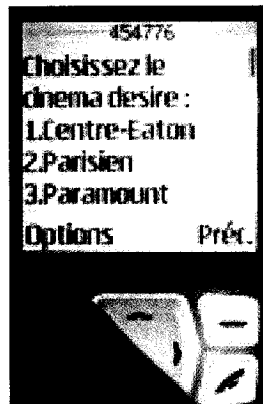 454776
Choisissez le
cinema desire :
1.Centre-Eaton
2.Parisien
3.Paramount
Options Préc.